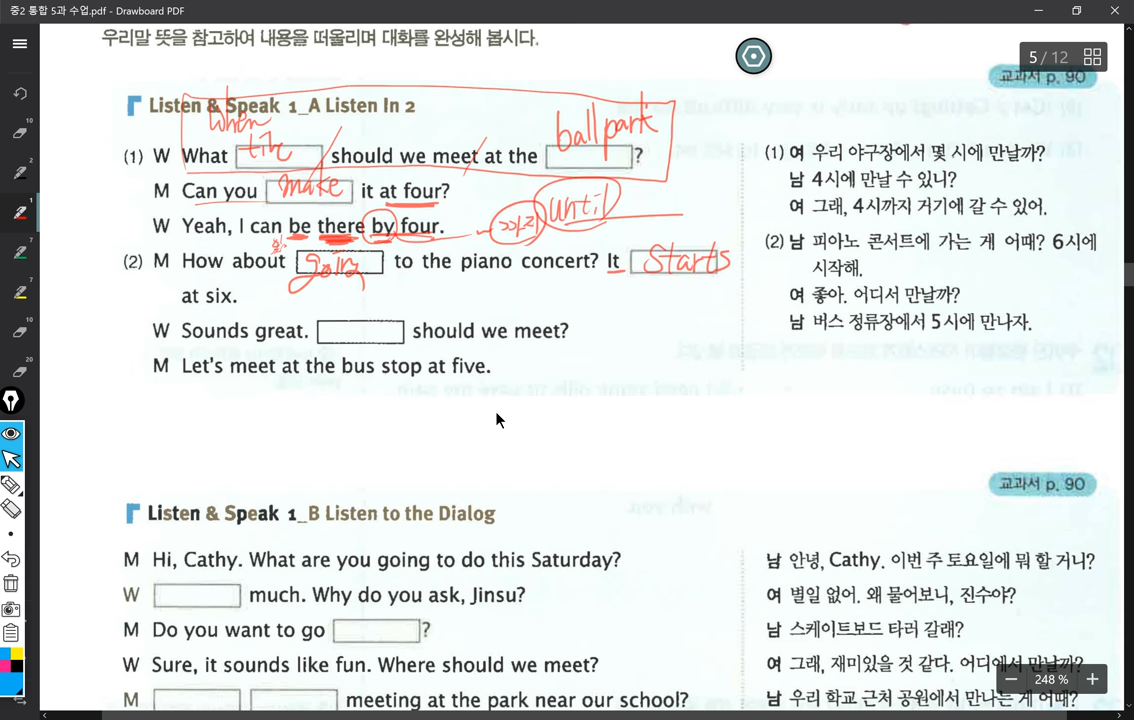 중2 통합 5과 수업.pdf - Drawboard PDF
우리말 뜻을 참고하여 내용을 떠올리며 대화를 완성해 봅시다.
5 / 12
교과서 p. 90
Listen & Speak 1_A Listen In 2
When
ball park
(1) W What time should we meet at the ?
M Can you make it at four?
W Yeah, I can be there by four.
까지 until
(2) M How about going to the piano concert? It starts
at six.
W Sounds great. should we meet?
M Let's meet at the bus stop at five.
(1) 여 우리 야구장에서 몇 시에 만날까?
남 4시에 만날 수 있니?
여 그래, 4시까지 거기에 갈 수 있어.
(2) 남 피아노 콘서트에 가는 게 어때? 6시에
시작해.
여 좋아. 어디서 만날까?
남 버스 정류장에서 5시에 만나자.
교과서 p. 90
Listen & Speak 1_B Listen to the Dialog
M Hi, Cathy. What are you going to do this Saturday?
W much. Why do you ask, Jinsu?
M Do you want to go ?
W Sure, it sounds like fun. Where should we meet?
M meeting at the park near our school?
남 안녕, Cathy. 이번 주 토요일에 뭐 할 거니?
여 별일 없어. 왜 물어보니, 진수야?
남 스케이트보드 타러 갈래?
여 그래, 재미있을 것 같다. 어디에서 만날까?
남 우리 학교 근처 공원에서 만나는 게 어때?
248 %